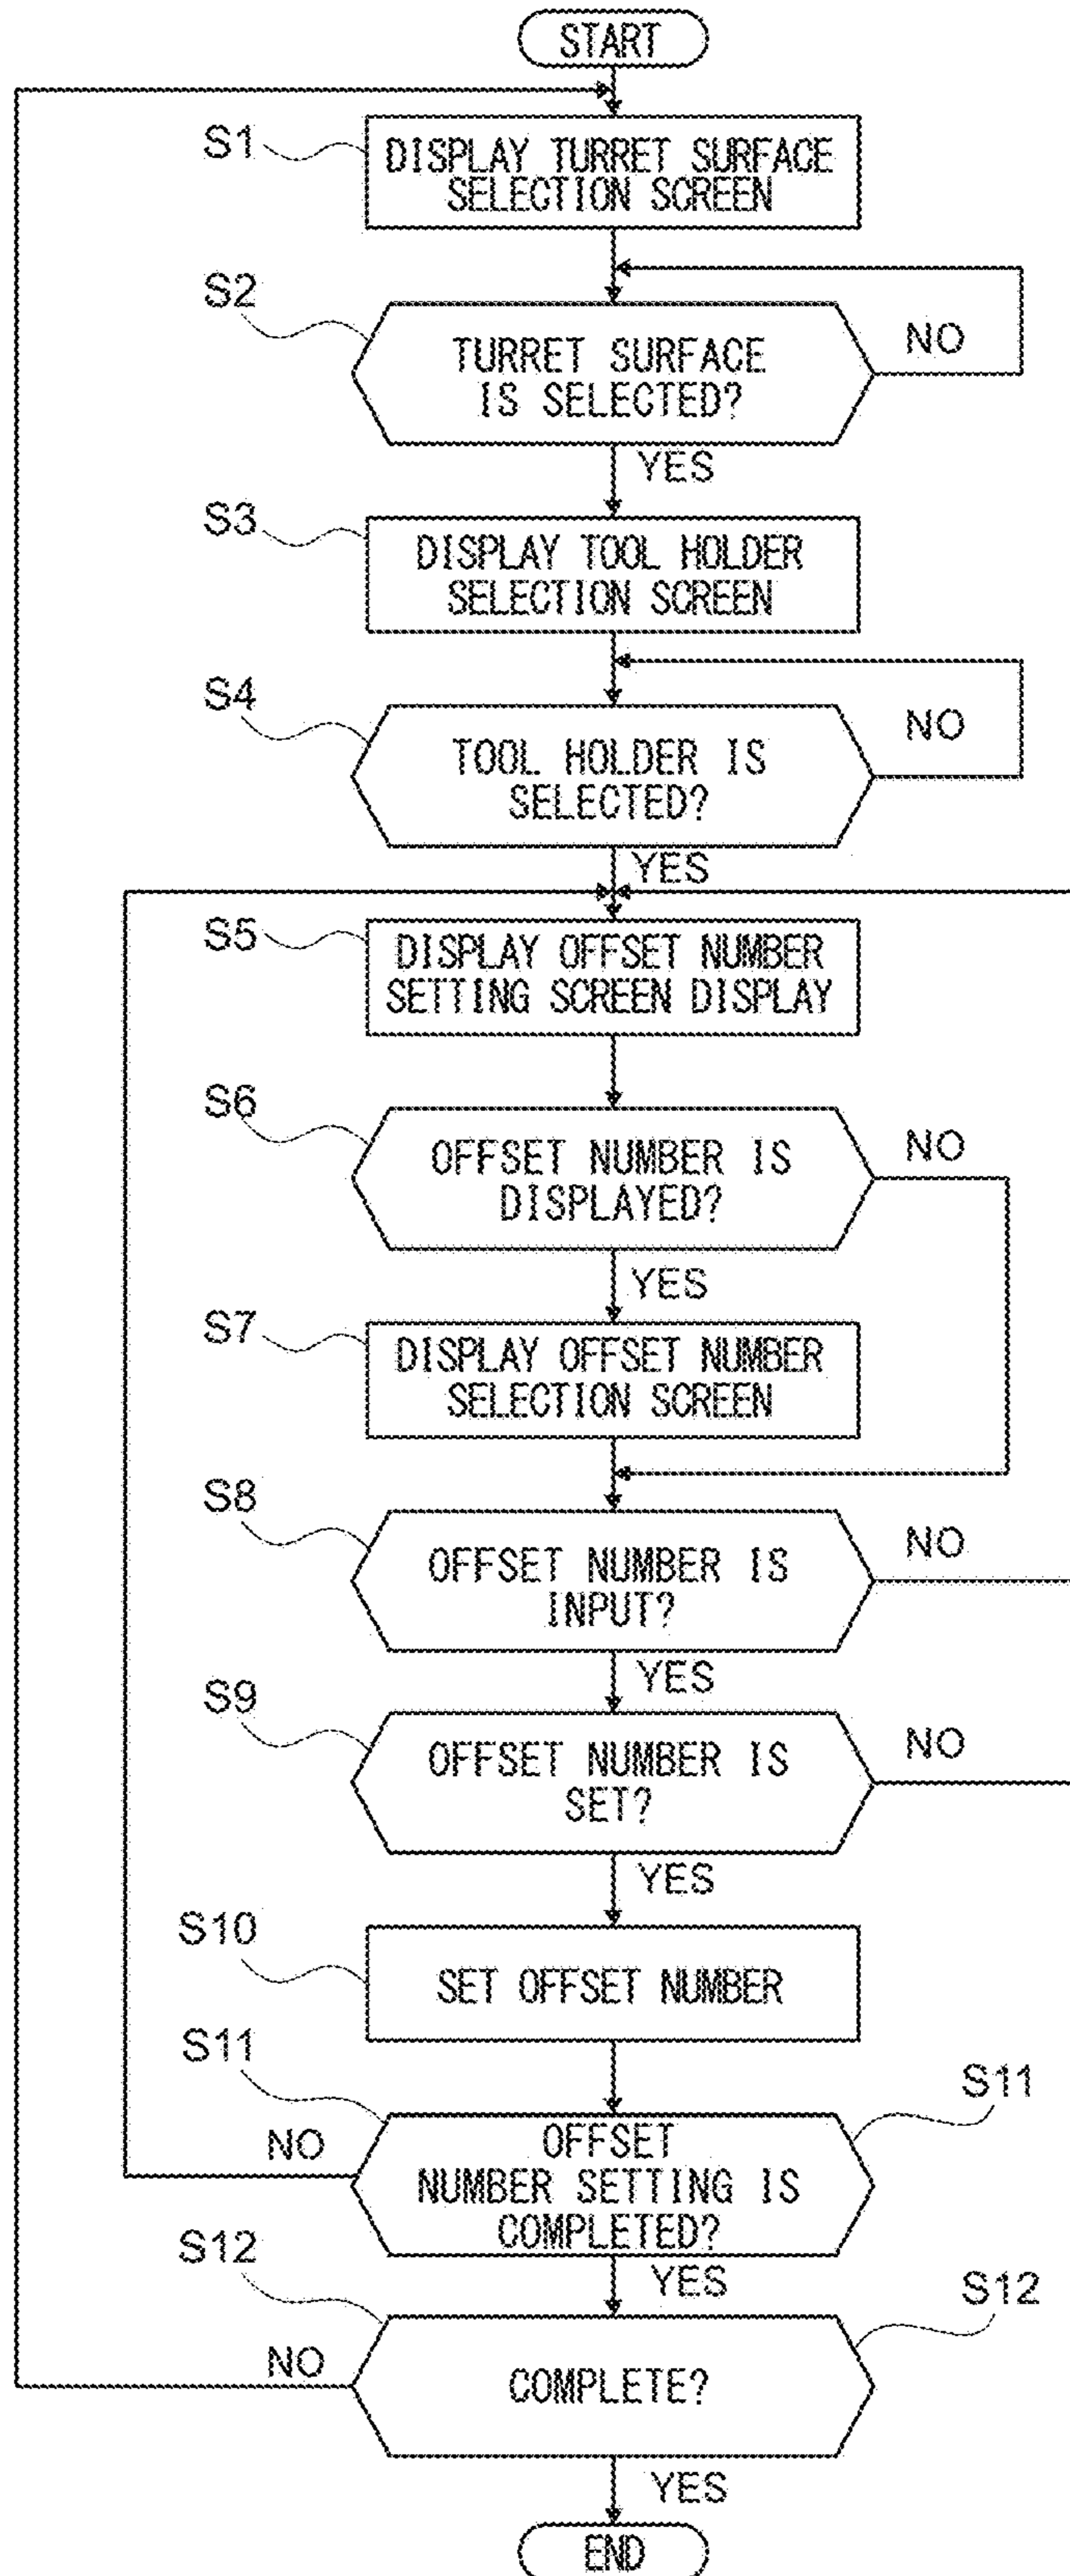 START
S1
DISPLAY TURRET SURFACE
SELECTION SCREEN
S2
TURRET SURFACE
IS SELECTED?
NO
YES
S3
DISPLAY TOOL HOLDER
SELECTION SCREEN
S4
TOOL HOLDER IS
SELECTED?
NO
YES
S5
DISPLAY OFFSET NUMBER
SETTING SCREEN DISPLAY
S6
OFFSET NUMBER IS
DISPLAYED?
NO
YES
S7
DISPLAY OFFSET NUMBER
SELECTION SCREEN
S8
OFFSET NUMBER IS
INPUT?
NO
YES
S9
OFFSET NUMBER IS
SET?
NO
YES
S10
SET OFFSET NUMBER
S11
S11
NO
OFFSET
NUMBER SETTING IS
COMPLETED?
YES
S12
S12
NO
COMPLETE?
YES
END